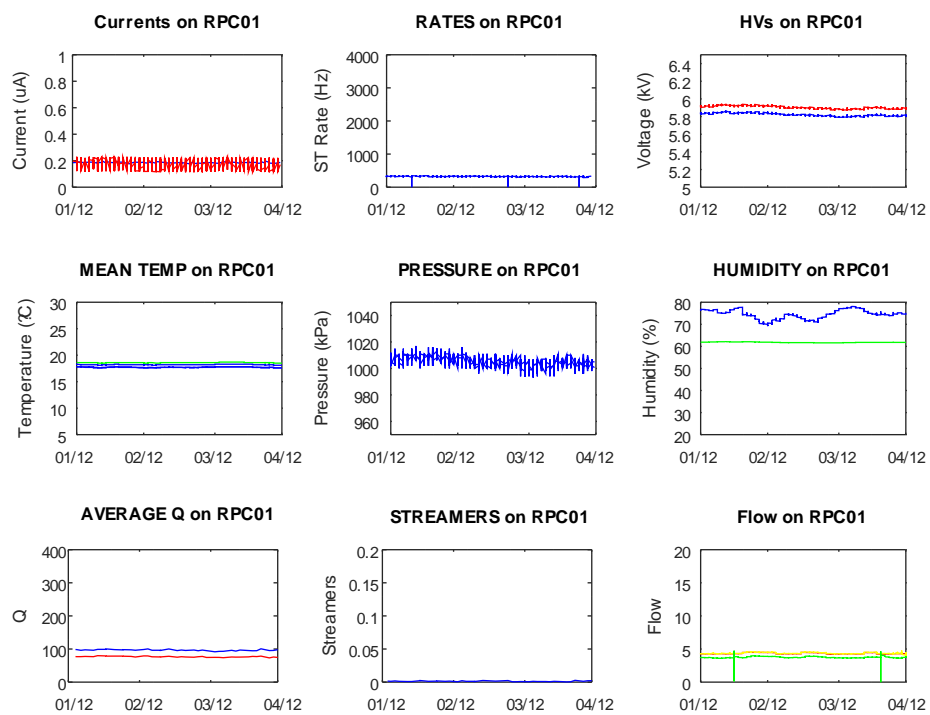 Currents on RPC01
RATES on RPC01
HVs on RPC01
Current (uA)
1
0.8
0.6
0.4
0.2
0
01/12 02/12 03/12 04/12
ST Rate (Hz)
4000
3000
2000
1000
0
01/12 02/12 03/12 04/12
Voltage (kV)
6.4
6.2
6
5.8
5.6
5.4
5.2
5
01/12 02/12 03/12 04/12
MEAN TEMP on RPC01
PRESSURE on RPC01
HUMIDITY on RPC01
Temperature (?C)
30
25
20
15
10
5
01/12 02/12 03/12 04/12
Pressure (kPa)
1040
1020
1000
980
960
01/12 02/12 03/12 04/12
Humidity (%)
80
70
60
50
40
30
20
01/12 02/12 03/12 04/12
AVERAGE Q on RPC01
STREAMERS on RPC01
Flow on RPC01
Q
400
300
200
100
0
01/12 02/12 03/12 04/12
Streamers
0.2
0.15
0.1
0.05
0
01/12 02/12 03/12 04/12
Flow
20
15
10
5
0
01/12 02/12 03/12 04/12